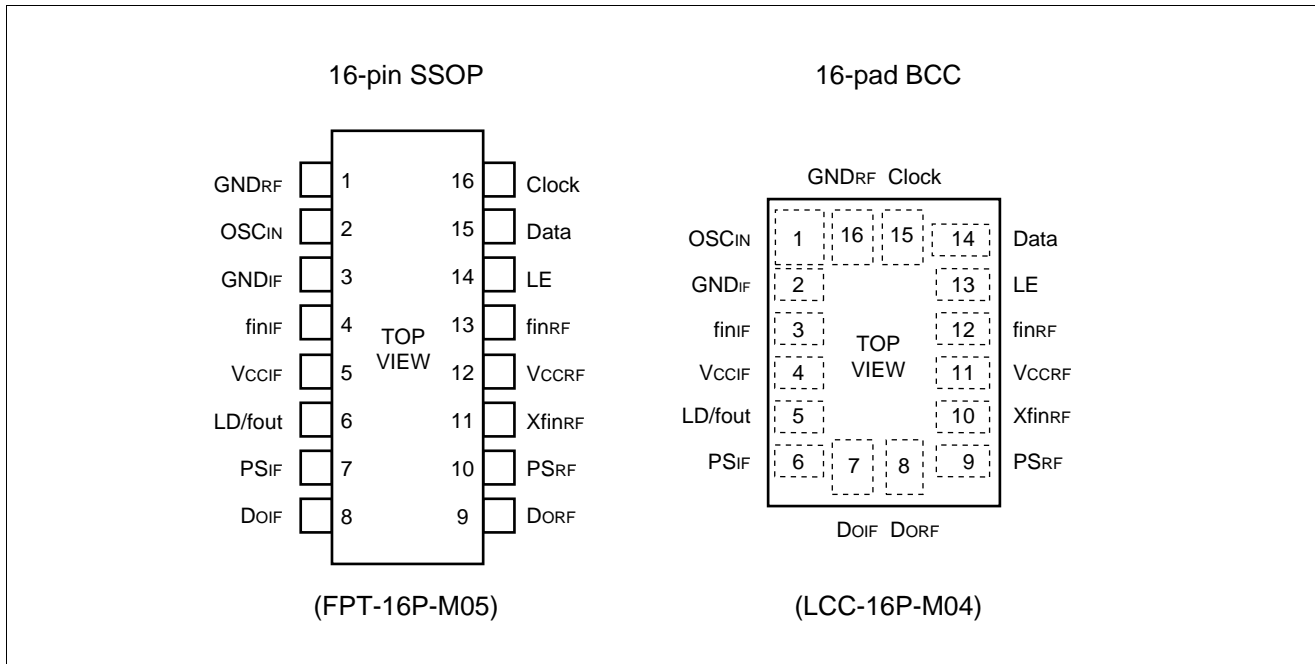 16-pin SSOP
GNDRF 1 16 Clock
OSCIN 2 15 Data
GNDIF 3 14 LE
finIF 4 13 finRF
VCCIF 5 12 VCCRF
LD/fout 6 11 XfinRF
PSIF 7 10 PSRF
DOIF 8 9 DORF
TOP
VIEW
(FPT-16P-M05)
16-pad BCC
GNDRF Clock
OSCIN 1 16 15 14 Data
GNDIF 2 13 LE
finIF 3 12 finRF
VCCIF 4 11 VCCRF
LD/fout 5 10 XfinRF
PSIF 6 7 8 9 PSRF
TOP
VIEW
DOIF DORF
(LCC-16P-M04)